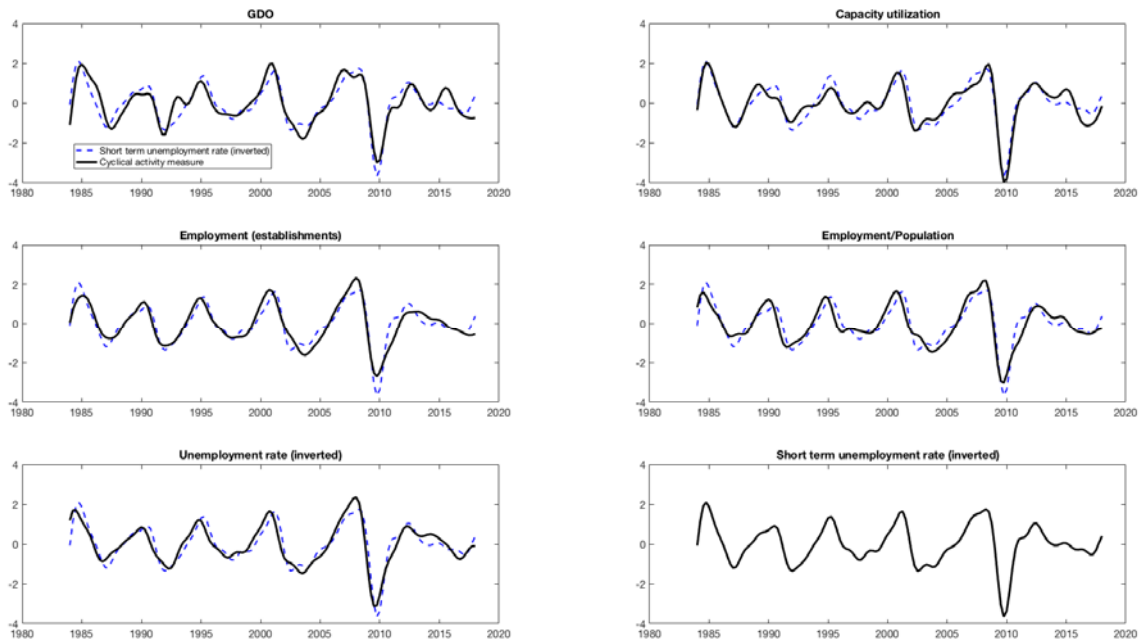 GDO
4
2
0
-2
-4
Short term unemployment rate (inverted)
Cyclical activity measure
1980 1985 1990 1995 2000 2005 2010 2015 2020
Capacity utilization
4
2
0
-2
-4
1980 1985 1990 1995 2000 2005 2010 2015 2020
Employment (establishments)
4
2
0
-2
-4
1980 1985 1990 1995 2000 2005 2010 2015 2020
Employment/Population
4
2
0
-2
-4
1980 1985 1990 1995 2000 2005 2010 2015 2020
Unemployment rate (inverted)
4
2
0
-2
-4
1980 1985 1990 1995 2000 2005 2010 2015 2020
Short term unemployment rate (inverted)
4
2
0
-2
-4
1980 1985 1990 1995 2000 2005 2010 2015 2020